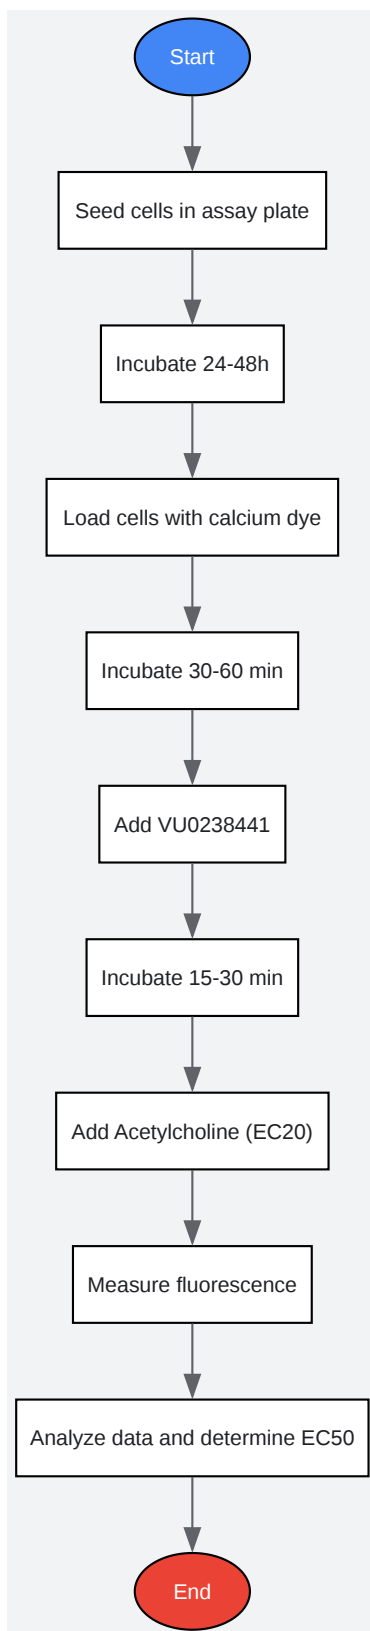 Start
Seed cells in assay plate
Incubate 24-48h
Load cells with calcium dye
Incubate 30-60 min
Add VU0238441
Incubate 15-30 min
Add Acetylcholine (EC20)
Measure fluorescence
Analyze data and determine EC50
End